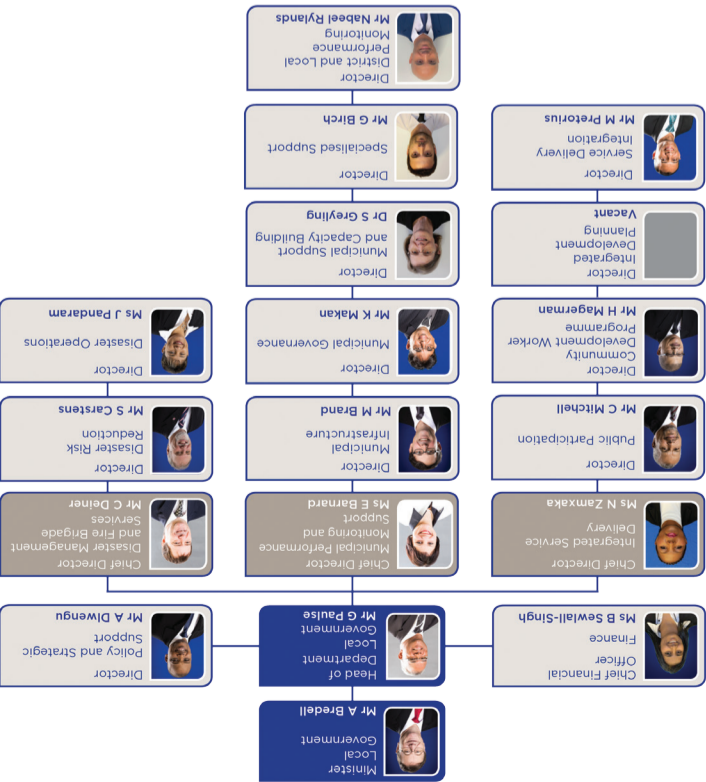 Minister
Local
Government
Mr A Bredell
Chief Financial
Officer
Finance
Ms B Sewlall-Singh
Head of
Department
Local
Government
Mr G Paulse
Director
Policy and Strategic
Support
Mr A Dlwengu
Chief Director
Integrated Service
Delivery
Ms N Zamxaka
Chief Director
Municipal Performance
Monitoring and
Support
Ms E Barnard
Chief Director
Disaster Management
and Fire Brigade
Services
Mr C Deiner
Director
Public Participation
Mr C Mitchell
Director
Municipal
Infrastructure
Mr M Brand
Director
Disaster Risk
Reduction
Mr S Carstens
Director
Community
Development Worker
Programme
Mr H Magerman
Director
Municipal Governance
Mr K Makan
Director
Disaster Operations
Ms J Pandaram
Director
Integrated
Development
Planning
Vacant
Director
Municipal Support
and Capacity Building
Dr S Greyling
Director
Service Delivery
Integration
Mr M Pretorius
Director
Specialised Support
Mr G Birch
Director
District and Local
Performance
Monitoring
Mr Nabeel Rylands